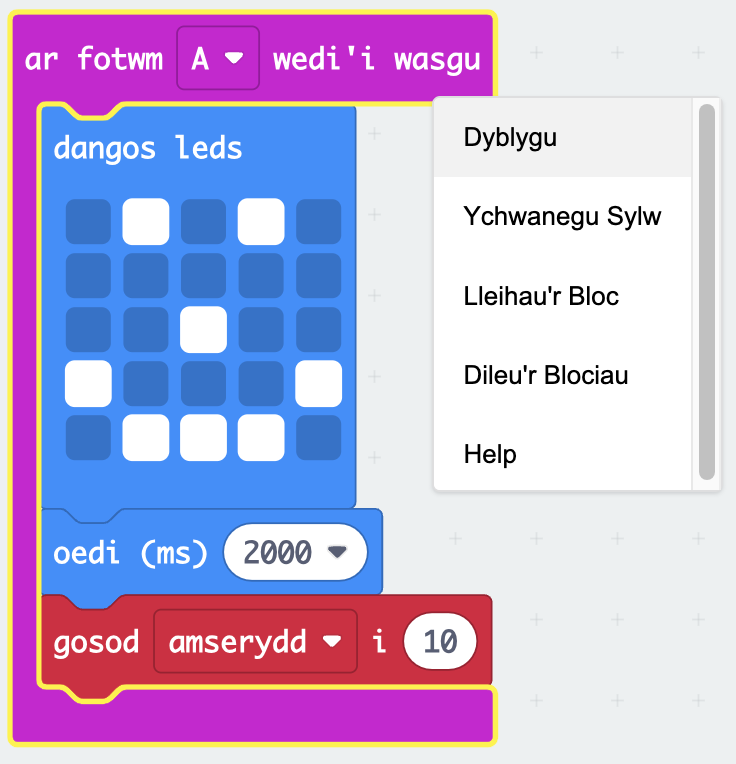 ar fotwm A wedi'i wasgu
dangos leds
oedi (ms) 2000
gosod amserydd i 10
Dyblygu
Ychwanegu Sylw
Lleihau'r Bloc
Dileu'r Blociau
Help